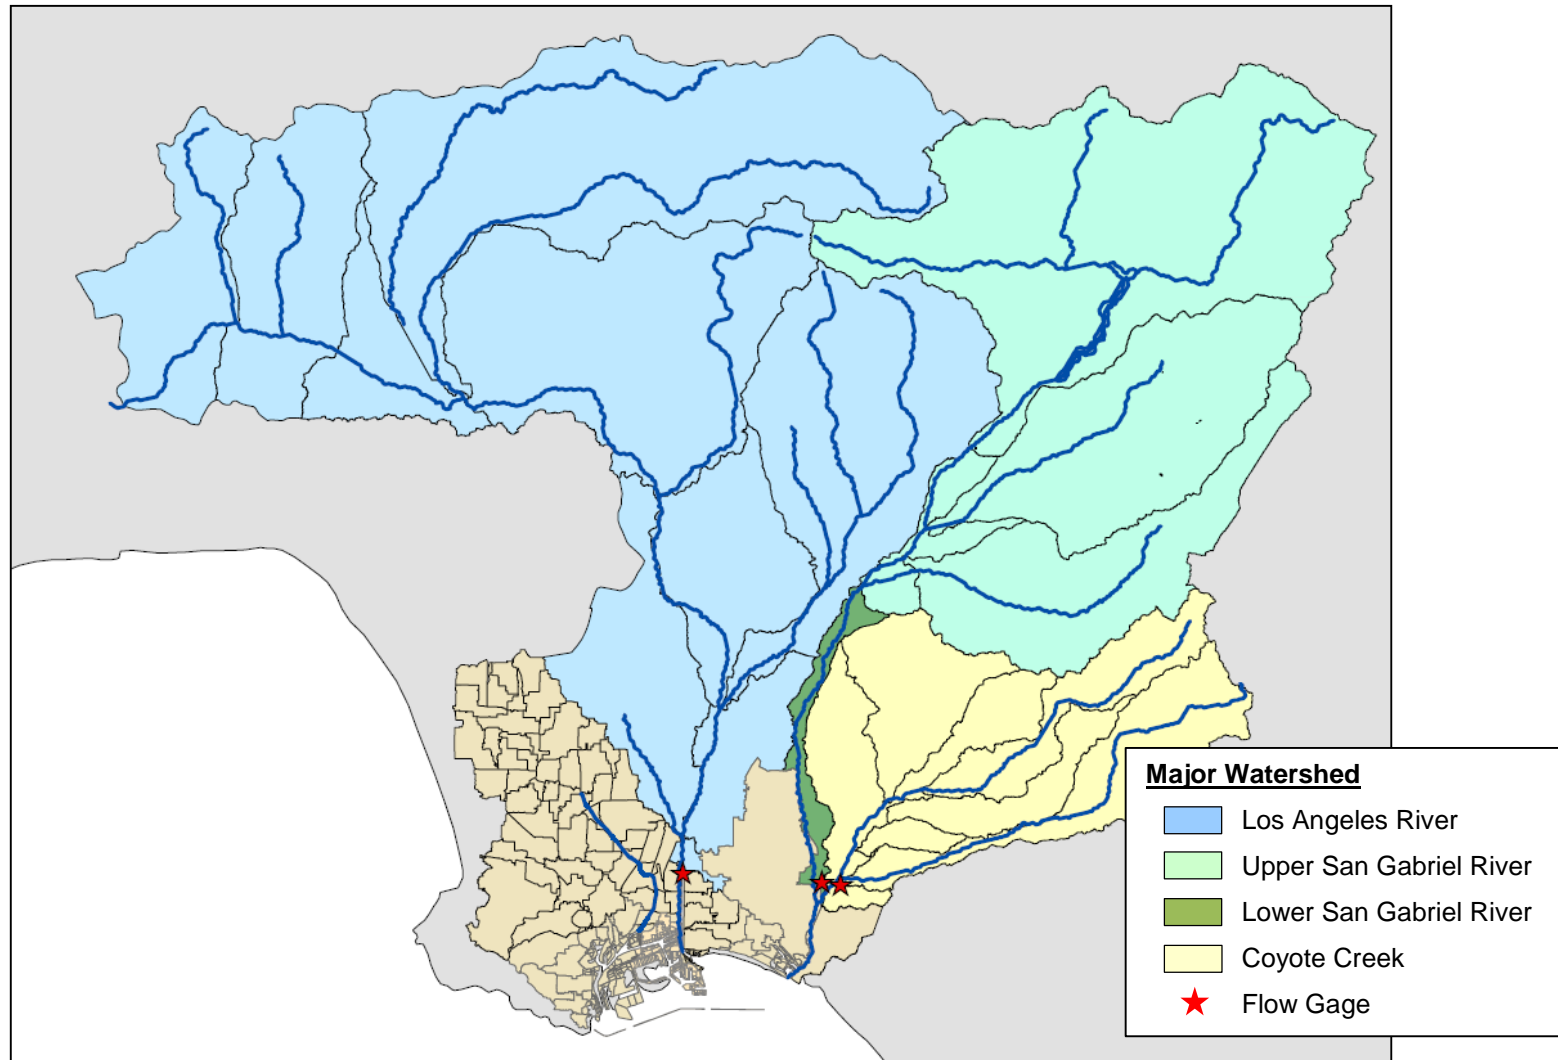 Major Watershed
Los Angeles River
Upper San Gabriel River
Lower San Gabriel River
Coyote Creek
Flow Gage